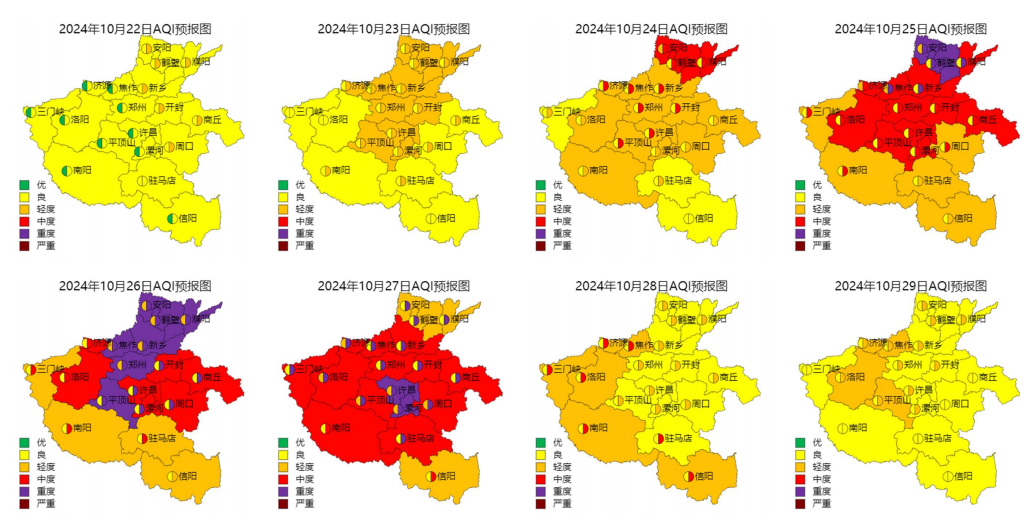 2024年10月22日AQI预报图
安阳
鹤壁
濮阳
济源
焦作
新乡
三门峡
洛阳
郑州
开封
商丘
许昌
平顶山
漯河
周口
南阳
驻马店
信阳
优
良
轻度
中度
重度
严重
2024年10月23日AQI预报图
安阳
鹤壁
濮阳
济源
焦作
新乡
三门峡
洛阳
郑州
开封
商丘
许昌
平顶山
漯河
周口
南阳
驻马店
信阳
优
良
轻度
中度
重度
严重
2024年10月24日AQI预报图
安阳
鹤壁
濮阳
济源
焦作
新乡
三门峡
洛阳
郑州
开封
商丘
许昌
平顶山
漯河
周口
南阳
驻马店
信阳
优
良
轻度
中度
重度
严重
2024年10月25日AQI预报图
安阳
鹤壁
濮阳
济源
焦作
新乡
三门峡
洛阳
郑州
开封
商丘
许昌
平顶山
漯河
周口
南阳
驻马店
信阳
优
良
轻度
中度
重度
严重
2024年10月26日AQI预报图
安阳
鹤壁
濮阳
济源
焦作
新乡
三门峡
洛阳
郑州
开封
商丘
许昌
平顶山
漯河
周口
南阳
驻马店
信阳
优
良
轻度
中度
重度
严重
2024年10月27日AQI预报图
安阳
鹤壁
濮阳
济源
焦作
新乡
三门峡
洛阳
郑州
开封
商丘
许昌
平顶山
漯河
周口
南阳
驻马店
信阳
优
良
轻度
中度
重度
严重
2024年10月28日AQI预报图
安阳
鹤壁
濮阳
济源
焦作
新乡
三门峡
洛阳
郑州
开封
商丘
许昌
平顶山
漯河
周口
南阳
驻马店
信阳
优
良
轻度
中度
重度
严重
2024年10月29日AQI预报图
安阳
鹤壁
濮阳
济源
焦作
新乡
三门峡
洛阳
郑州
开封
商丘
许昌
平顶山
漯河
周口
南阳
驻马店
信阳
优
良
轻度
中度
重度
严重